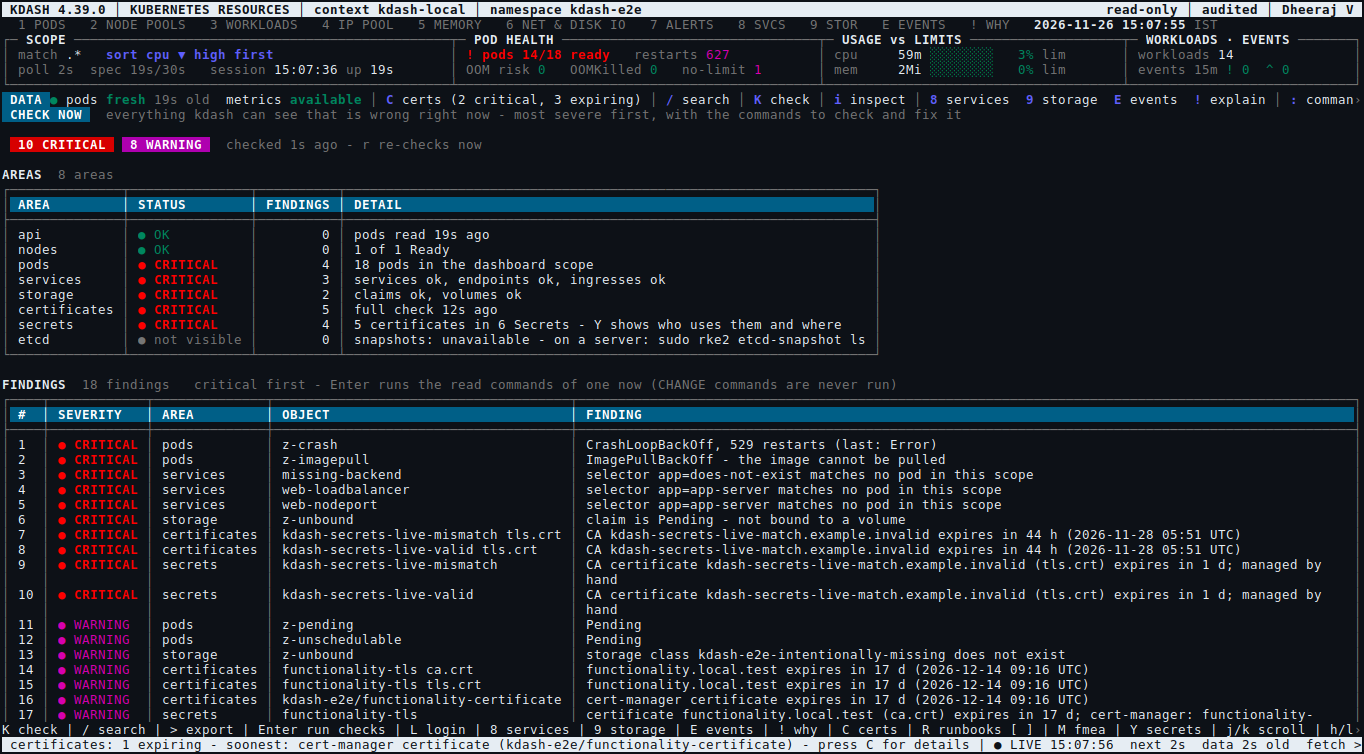 KDASH 4.39.0 │ KUBERNETES RESOURCES │ context kdash-local │ namespace kdash-e2e read-only │ audited │ Dheeraj V
1 PODS 2 NODE POOLS 3 WORKLOADS 4 IP POOL 5 MEMORY 6 NET & DISK IO 7 ALERTS 8 SVCS 9 STOR E EVENTS ! WHY 2026-11-26 15:07:55 IST
SCOPE POD HEALTH USAGE vs LIMITS WORKLOADS · EVENTS
match .* sort cpu ▼ high first ! pods 14/18 ready restarts 627 cpu 59m 3% lim workloads 14
poll 2s spec 19s/30s session 15:07:36 up 19s OOM risk 0 OOMKilled 0 no-limit 1 mem 2Mi 0% lim events 15m ! 0 ^ 0
DATA ● pods fresh 19s old metrics available │ C certs (2 critical, 3 expiring) │ / search │ K check │ i inspect │ 8 services 9 storage E events ! explain │ : comman›
CHECK NOW everything kdash can see that is wrong right now - most severe first, with the commands to check and fix it
10 CRITICAL 8 WARNING checked 1s ago - r re-checks now
AREAS 8 areas
AREA STATUS FINDINGS DETAIL
api ● OK 0 pods read 19s ago
nodes ● OK 0 1 of 1 Ready
pods ● CRITICAL 4 18 pods in the dashboard scope
services ● CRITICAL 3 services ok, endpoints ok, ingresses ok
storage ● CRITICAL 2 claims ok, volumes ok
certificates ● CRITICAL 5 full check 12s ago
secrets ● CRITICAL 4 5 certificates in 6 Secrets - Y shows who uses them and where
etcd ● not visible 0 snapshots: unavailable - on a server: sudo rke2 etcd-snapshot ls
FINDINGS 18 findings critical first - Enter runs the read commands of one now (CHANGE commands are never run)
# SEVERITY AREA OBJECT FINDING
1 ● CRITICAL pods z-crash CrashLoopBackOff, 529 restarts (last: Error)
2 ● CRITICAL pods z-imagepull ImagePullBackOff - the image cannot be pulled
3 ● CRITICAL services missing-backend selector app=does-not-exist matches no pod in this scope
4 ● CRITICAL services web-loadbalancer selector app=app-server matches no pod in this scope
5 ● CRITICAL services web-nodeport selector app=app-server matches no pod in this scope
6 ● CRITICAL storage z-unbound claim is Pending - not bound to a volume
7 ● CRITICAL certificates kdash-secrets-live-mismatch tls.crt CA kdash-secrets-live-match.example.invalid expires in 44 h (2026-11-28 05:51 UTC)
8 ● CRITICAL certificates kdash-secrets-live-valid tls.crt CA kdash-secrets-live-match.example.invalid expires in 44 h (2026-11-28 05:51 UTC)
9 ● CRITICAL secrets kdash-secrets-live-mismatch CA certificate kdash-secrets-live-match.example.invalid (tls.crt) expires in 1 d; managed by
hand
10 ● CRITICAL secrets kdash-secrets-live-valid CA certificate kdash-secrets-live-match.example.invalid (tls.crt) expires in 1 d; managed by
hand
11 ● WARNING pods z-pending Pending
12 ● WARNING pods z-unschedulable Pending
13 ● WARNING storage z-unbound storage class kdash-e2e-intentionally-missing does not exist
14 ● WARNING certificates functionality-tls ca.crt functionality.local.test expires in 17 d (2026-12-14 09:16 UTC)
15 ● WARNING certificates functionality-tls tls.crt functionality.local.test expires in 17 d (2026-12-14 09:16 UTC)
16 ● WARNING certificates kdash-e2e/functionality-certificate cert-manager certificate expires in 17 d (2026-12-14 09:16 UTC)
17 ● WARNING secrets functionality-tls certificate functionality.local.test (ca.crt) expires in 17 d; cert-manager: functionality-
K check | / search | > export | Enter run checks | L login | 8 services | 9 storage | E events | ! why | C certs | R runbooks [ ] | M fmea | Y secrets | j/k scroll | h/l›
certificates: 1 expiring - soonest: cert-manager certificate (kdash-e2e/functionality-certificate) - press C for details | ● LIVE 15:07:56 next 2s data 2s old fetch ›